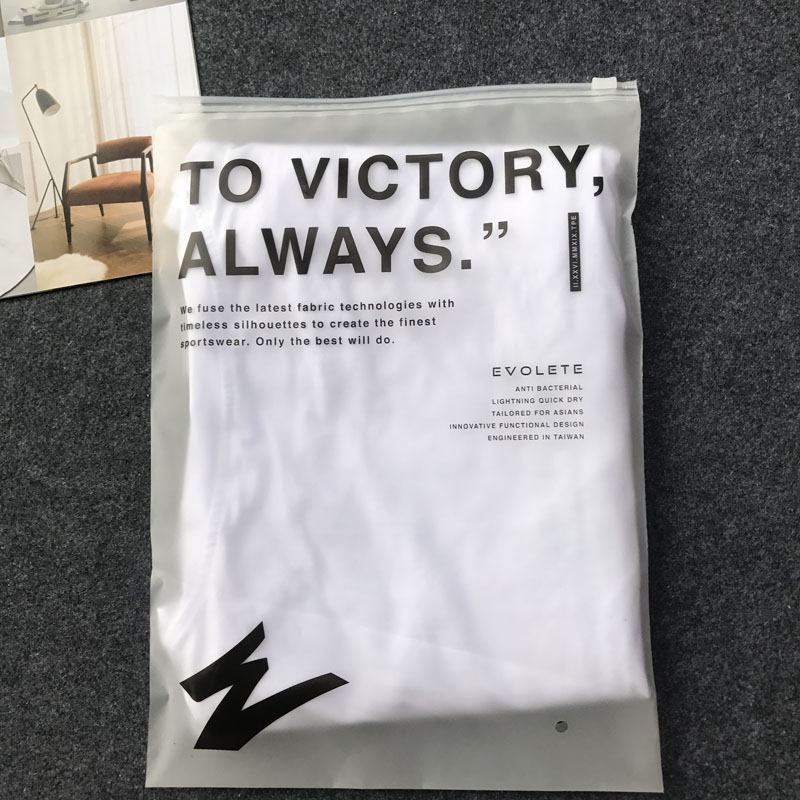 TO VICTORY,
ALWAYS.”
II.XXVI.MMXIX.TPE
We fuse the latest fabric technologies with
timeless silhouettes to create the finest
sportswear. Only the best will do.
EVOLETE
ANTI BACTERIAL
LIGHTNING QUICK DRY
TAILORED FOR ASIANS
INNOVATIVE FUNCTIONAL DESIGN
ENGINEERED IN TAIWAN